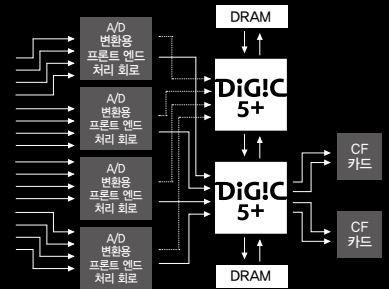 DRAM
A/D
변환용
프론트 엔드
처리 회로
A/D
변환용
프론트 엔드
처리 회로
A/D
변환용
프론트 엔드
처리 회로
A/D
변환용
프론트 엔드
처리 회로
DiG!C
5+
DiG!C
5+
CF
카드
CF
카드
DRAM